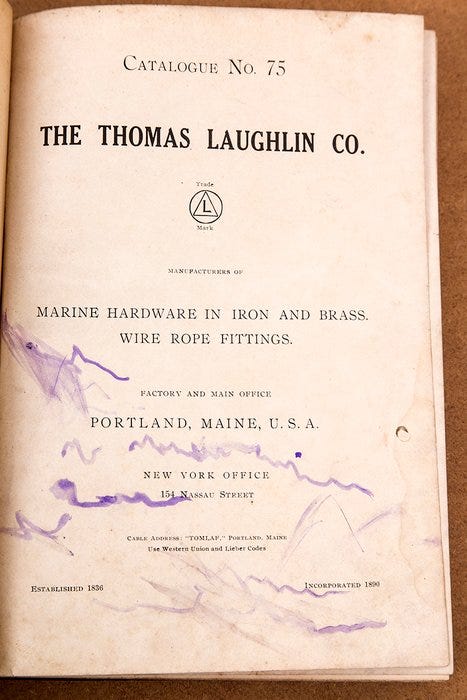 CATALOGUE NO. 75
THE THOMAS LAUGHLIN CO.
Trade
L
Mark
MANUFACTURERS OF
MARINE HARDWARE IN IRON AND BRASS.
WIRE ROPE FITTINGS.
FACTORY AND MAIN OFFICE
PORTLAND, MAINE, U. S. A.
NEW YORK OFFICE
154 NASSAU STREET
CABLE ADDRESS: "TOMLAF," PORTLAND, MAINE
Use Western Union and Lieber Codes
ESTABLISHED 1836 INCORPORATED 1890